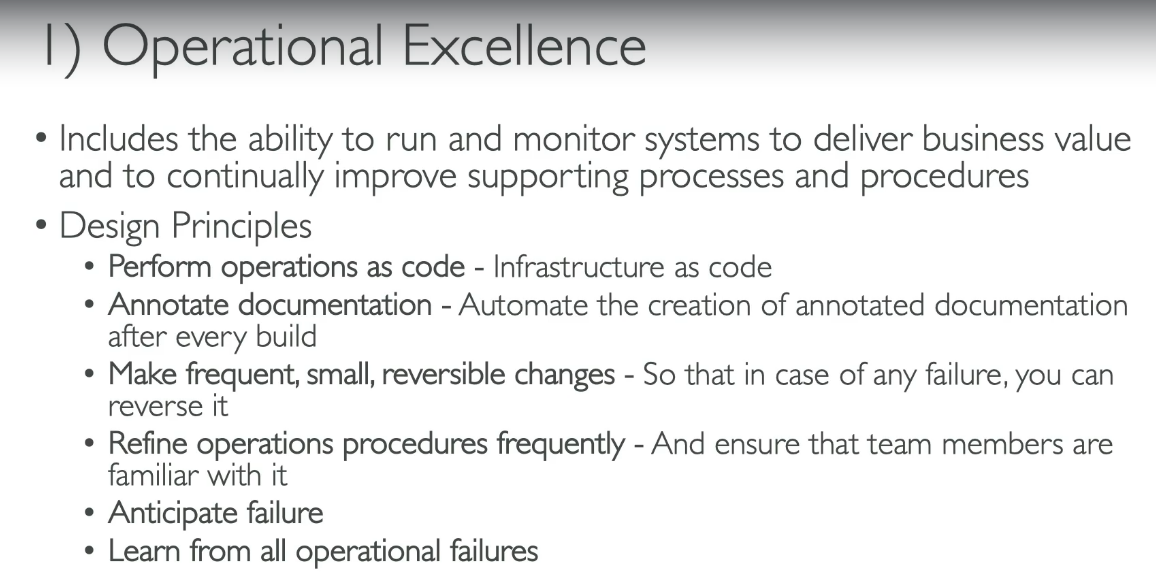 1) Operational Excellence
• Includes the ability to run and monitor systems to deliver business value
and to continually improve supporting processes and procedures
• Design Principles
• Perform operations as code - Infrastructure as code
• Annotate documentation - Automate the creation of annotated documentation
after every build
• Make frequent, small, reversible changes - So that in case of any failure, you can
reverse it
• Refine operations procedures frequently - And ensure that team members are
familiar with it
• Anticipate failure
• Learn from all operational failures